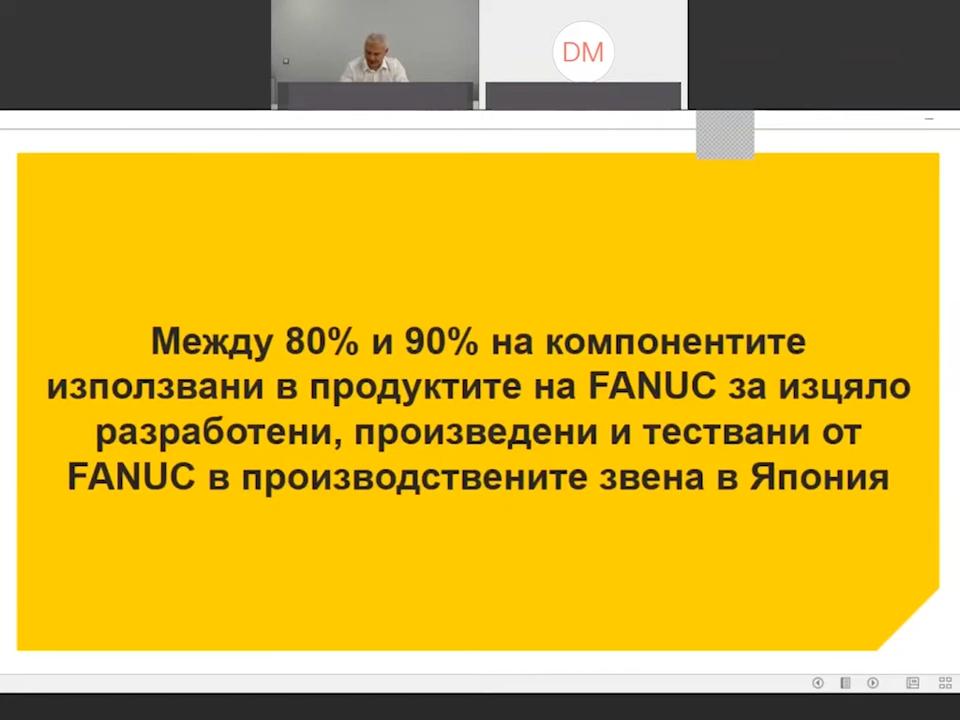 DM
Между 80% и 90% на компонентите
използвани в продуктите на FANUC за изцяло
разработени, произведени и тествани от
FANUC в производствените звена в Япония